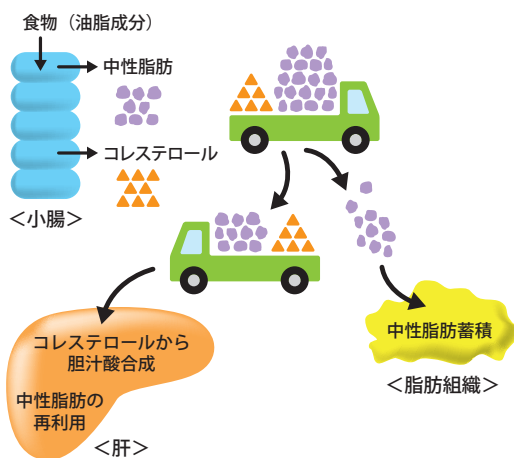 食物（油脂成分）
中性脂肪
コレステロール
＜小腸＞
コレステロールから
胆汁酸合成
中性脂肪の
再利用
＜肝＞
中性脂肪蓄積
＜脂肪組織＞